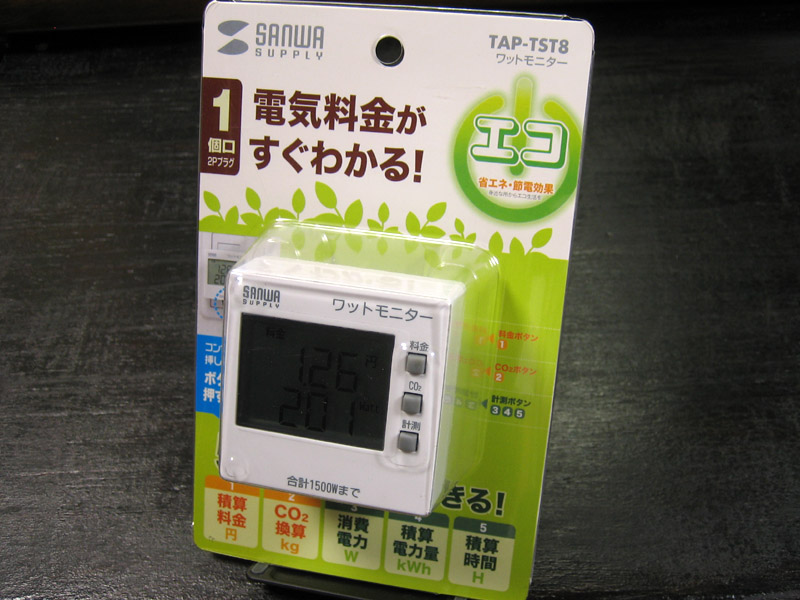 SANWA
SUPPLY
TAP-TST8
ワットモニター
1
個口
2Pプラグ
電気料金が
すぐわかる!
エコ
省エネ・節電効果
SANWA
SUPPLY
ワットモニター
料金
126 円
201
料金
CO₂
計測
合計1500Wまで
料金ボタン
1
CO₂ボタン
2
計測ボタン
3 4 5
きる!
1
積算
料金
円
2
CO₂
換算
kg
3
消費
電力
W
4
積算
電力量
kWh
5
積算
時間
H